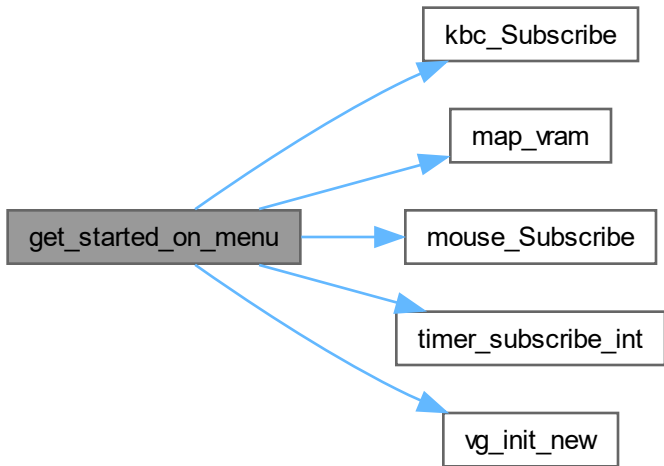 kbc_Subscribe
map_vram
get_started_on_menu
mouse_Subscribe
timer_subscribe_int
vg_init_new